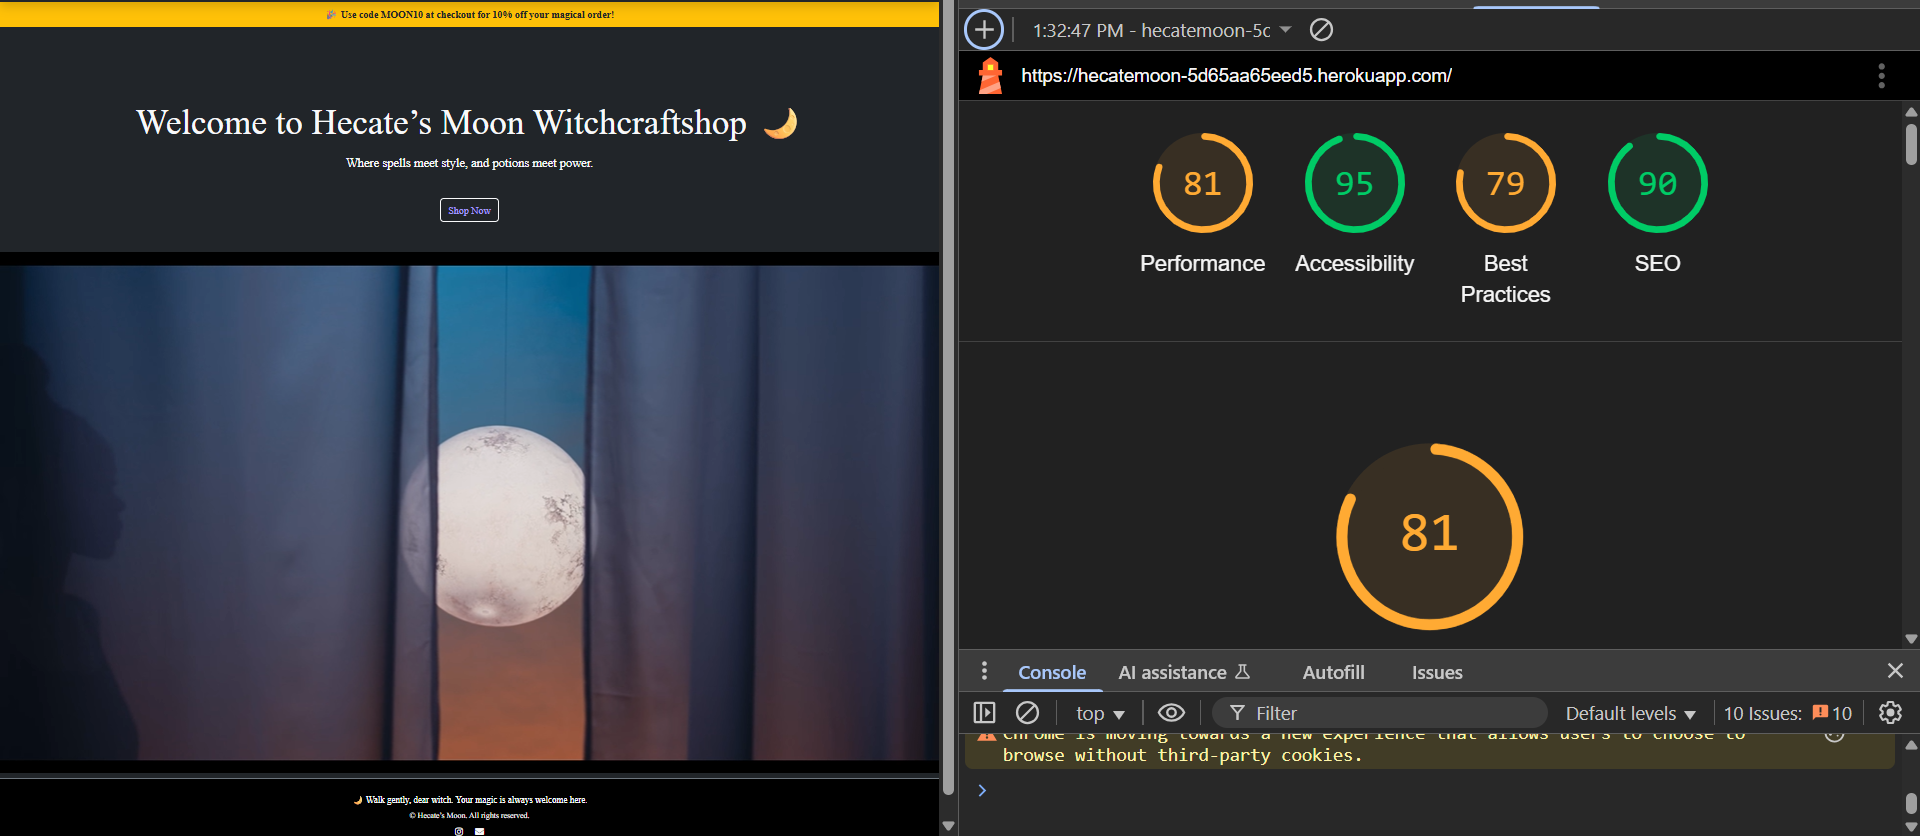 🎉 Use code MOON10 at checkout for 10% off your magical order!
Welcome to Hecate’s Moon Witchcraftshop 🌙
Where spells meet style, and potions meet power.
Shop Now
🌙 Walk gently, dear witch. Your magic is always welcome here.
© Hecate’s Moon. All rights reserved.
1:32:47 PM - hecatemoon-5c
https://hecatemoon-5d65aa65eed5.herokuapp.com/
81
Performance
95
Accessibility
79
Best
Practices
90
SEO
81
Console AI assistance Autofill Issues
top Filter Default levels 10 Issues: 10
Chrome is moving towards a new experience that allows users to choose to
browse without third-party cookies.